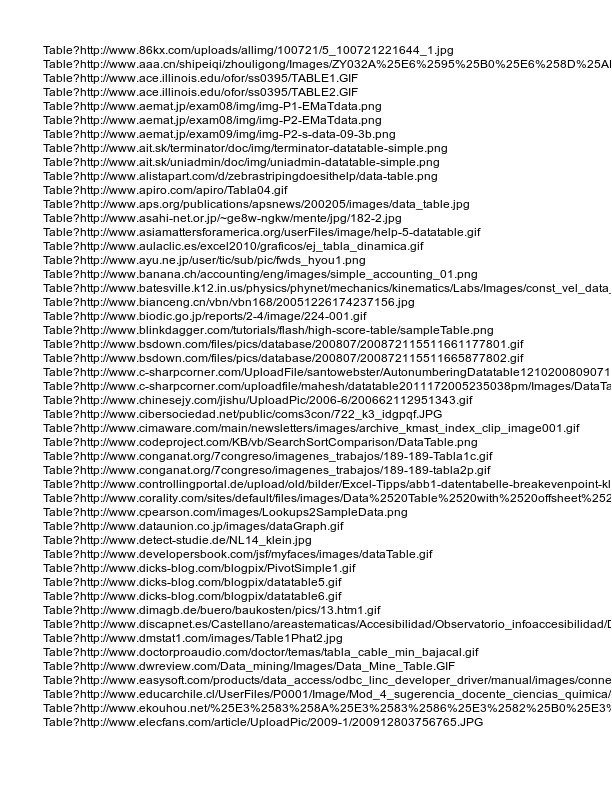 Table?http://www.86kx.com/uploads/allimg/100721/5_100721221644_1.jpg
Table?http://www.aaa.cn/shipeiqi/zhouligong/Images/ZY032A%25E6%2595%25B0%25E6%258D%25A
Table?http://www.ace.illinois.edu/ofor/ss0395/TABLE1.GIF
Table?http://www.ace.illinois.edu/ofor/ss0395/TABLE2.GIF
Table?http://www.aemat.jp/exam08/img/img-P1-EMaTdata.png
Table?http://www.aemat.jp/exam08/img/img-P2-EMaTdata.png
Table?http://www.aemat.jp/exam09/img/img-P2-s-data-09-3b.png
Table?http://www.ait.sk/terminator/doc/img/terminator-datatable-simple.png
Table?http://www.ait.sk/uniadmin/doc/img/uniadmin-datatable-simple.png
Table?http://www.alistapart.com/d/zebrastripingdoesithelp/data-table.png
Table?http://www.apiro.com/apiro/Tabla04.gif
Table?http://www.aps.org/publications/apsnews/200205/images/data_table.jpg
Table?http://www.asahi-net.or.jp/~ge8w-ngkw/mente/jpg/182-2.jpg
Table?http://www.asiamattersforamerica.org/userFiles/image/help-5-datatable.gif
Table?http://www.aulaclic.es/excel2010/graficos/ej_tabla_dinamica.gif
Table?http://www.ayu.ne.jp/user/tic/sub/pic/fwds_hyou1.png
Table?http://www.banana.ch/accounting/eng/images/simple_accounting_01.png
Table?http://www.batesville.k12.in.us/physics/phynet/mechanics/kinematics/Labs/Images/const_vel_data_
Table?http://www.bianceng.cn/vbn/vbn168/20051226174237156.jpg
Table?http://www.biodic.go.jp/reports/2-4/image/224-001.gif
Table?http://www.blinkdagger.com/tutorials/flash/high-score-table/sampleTable.png
Table?http://www.bsdown.com/files/pics/database/200807/200872115511661177801.gif
Table?http://www.bsdown.com/files/pics/database/200807/200872115511665877802.gif
Table?http://www.c-sharpcorner.com/UploadFile/santowebster/AutonumberingDatatable1210200809071
Table?http://www.c-sharpcorner.com/uploadfile/mahesh/datatable2011172005235038pm/Images/DataTa
Table?http://www.chinesejy.com/jishu/UploadPic/2006-6/200662112951343.gif
Table?http://www.cibersociedad.net/public/coms3con/722_k3_idgpqf.JPG
Table?http://www.cimaware.com/main/newsletters/images/archive_kmast_index_clip_image001.gif
Table?http://www.codeproject.com/KB/vb/SearchSortComparison/DataTable.png
Table?http://www.conganat.org/7congreso/imagenes_trabajos/189-189-Tabla1c.gif
Table?http://www.conganat.org/7congreso/imagenes_trabajos/189-189-tabla2p.gif
Table?http://www.controllingportal.de/upload/old/bilder/Excel-Tipps/abb1-datentabelle-breakevenpoint-kl
Table?http://www.corality.com/sites/default/files/images/Data%2520Table%2520with%2520offsheet%252
Table?http://www.cpearson.com/images/Lookups2SampleData.png
Table?http://www.dataunion.co.jp/images/dataGraph.gif
Table?http://www.detect-studie.de/NL14_klein.jpg
Table?http://www.developersbook.com/jsf/myfaces/images/dataTable.gif
Table?http://www.dicks-blog.com/blogpix/PivotSimple1.gif
Table?http://www.dicks-blog.com/blogpix/datatable5.gif
Table?http://www.dicks-blog.com/blogpix/datatable6.gif
Table?http://www.dimagb.de/buero/baukosten/pics/13.htm1.gif
Table?http://www.discapnet.es/Castellano/areastematicas/Accesibilidad/Observatorio_infoaccesibilidad/D
Table?http://www.dmstat1.com/images/Table1Phat2.jpg
Table?http://www.doctorproaudio.com/doctor/temas/tabla_cable_min_bajacal.gif
Table?http://www.dwreview.com/Data_mining/Images/Data_Mine_Table.GIF
Table?http://www.easysoft.com/products/data_access/odbc_linc_developer_driver/manual/images/conne
Table?http://www.educarchile.cl/UserFiles/P0001/Image/Mod_4_sugerencia_docente_ciencias_quimica/
Table?http://www.ekouhou.net/%25E3%2583%258A%25E3%2583%2586%25E3%2582%25B0%25E3%
Table?http://www.elecfans.com/article/UploadPic/2009-1/200912803756765.JPG